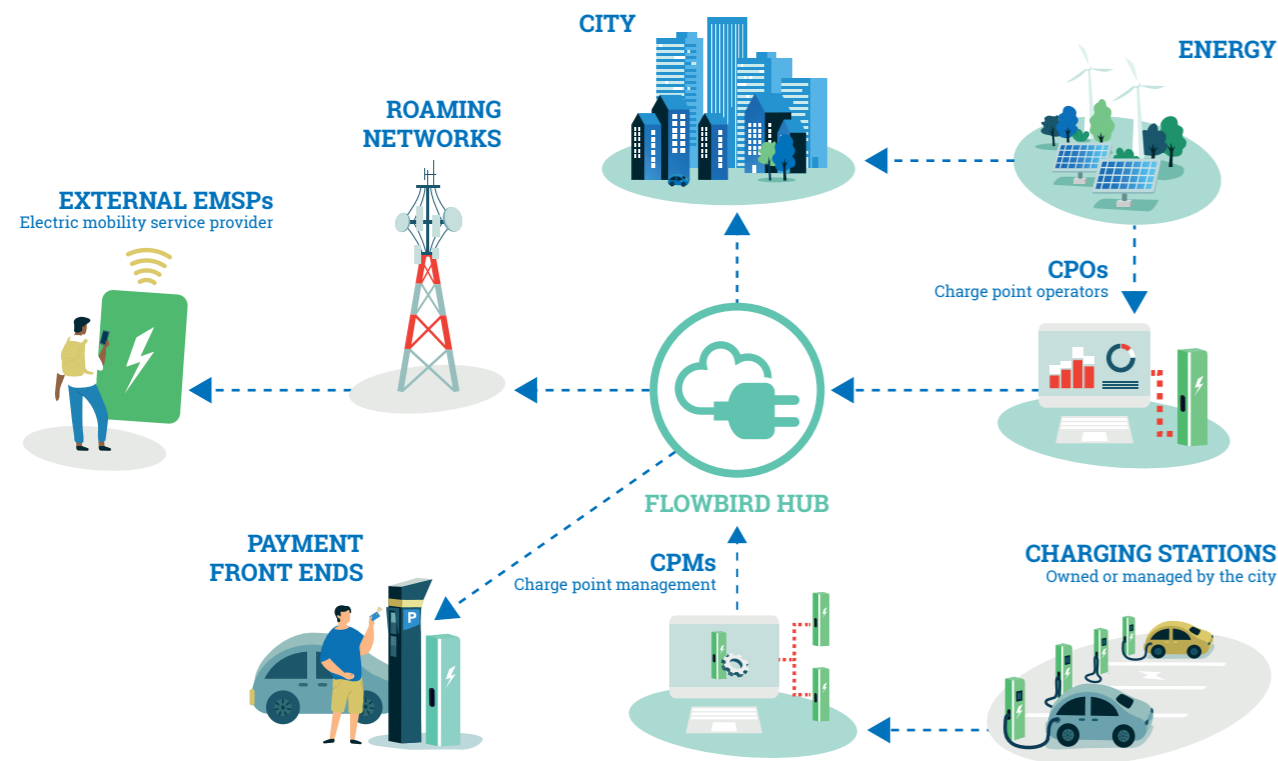 CITY
ENERGY
ROAMING
NETWORKS
EXTERNAL EMSPs
Electric mobility service provider
CPOs
Charge point operators
FLOWBIRD HUB
PAYMENT
FRONT ENDS
P
CPMs
Charge point management
CHARGING STATIONS
Owned or managed by the city